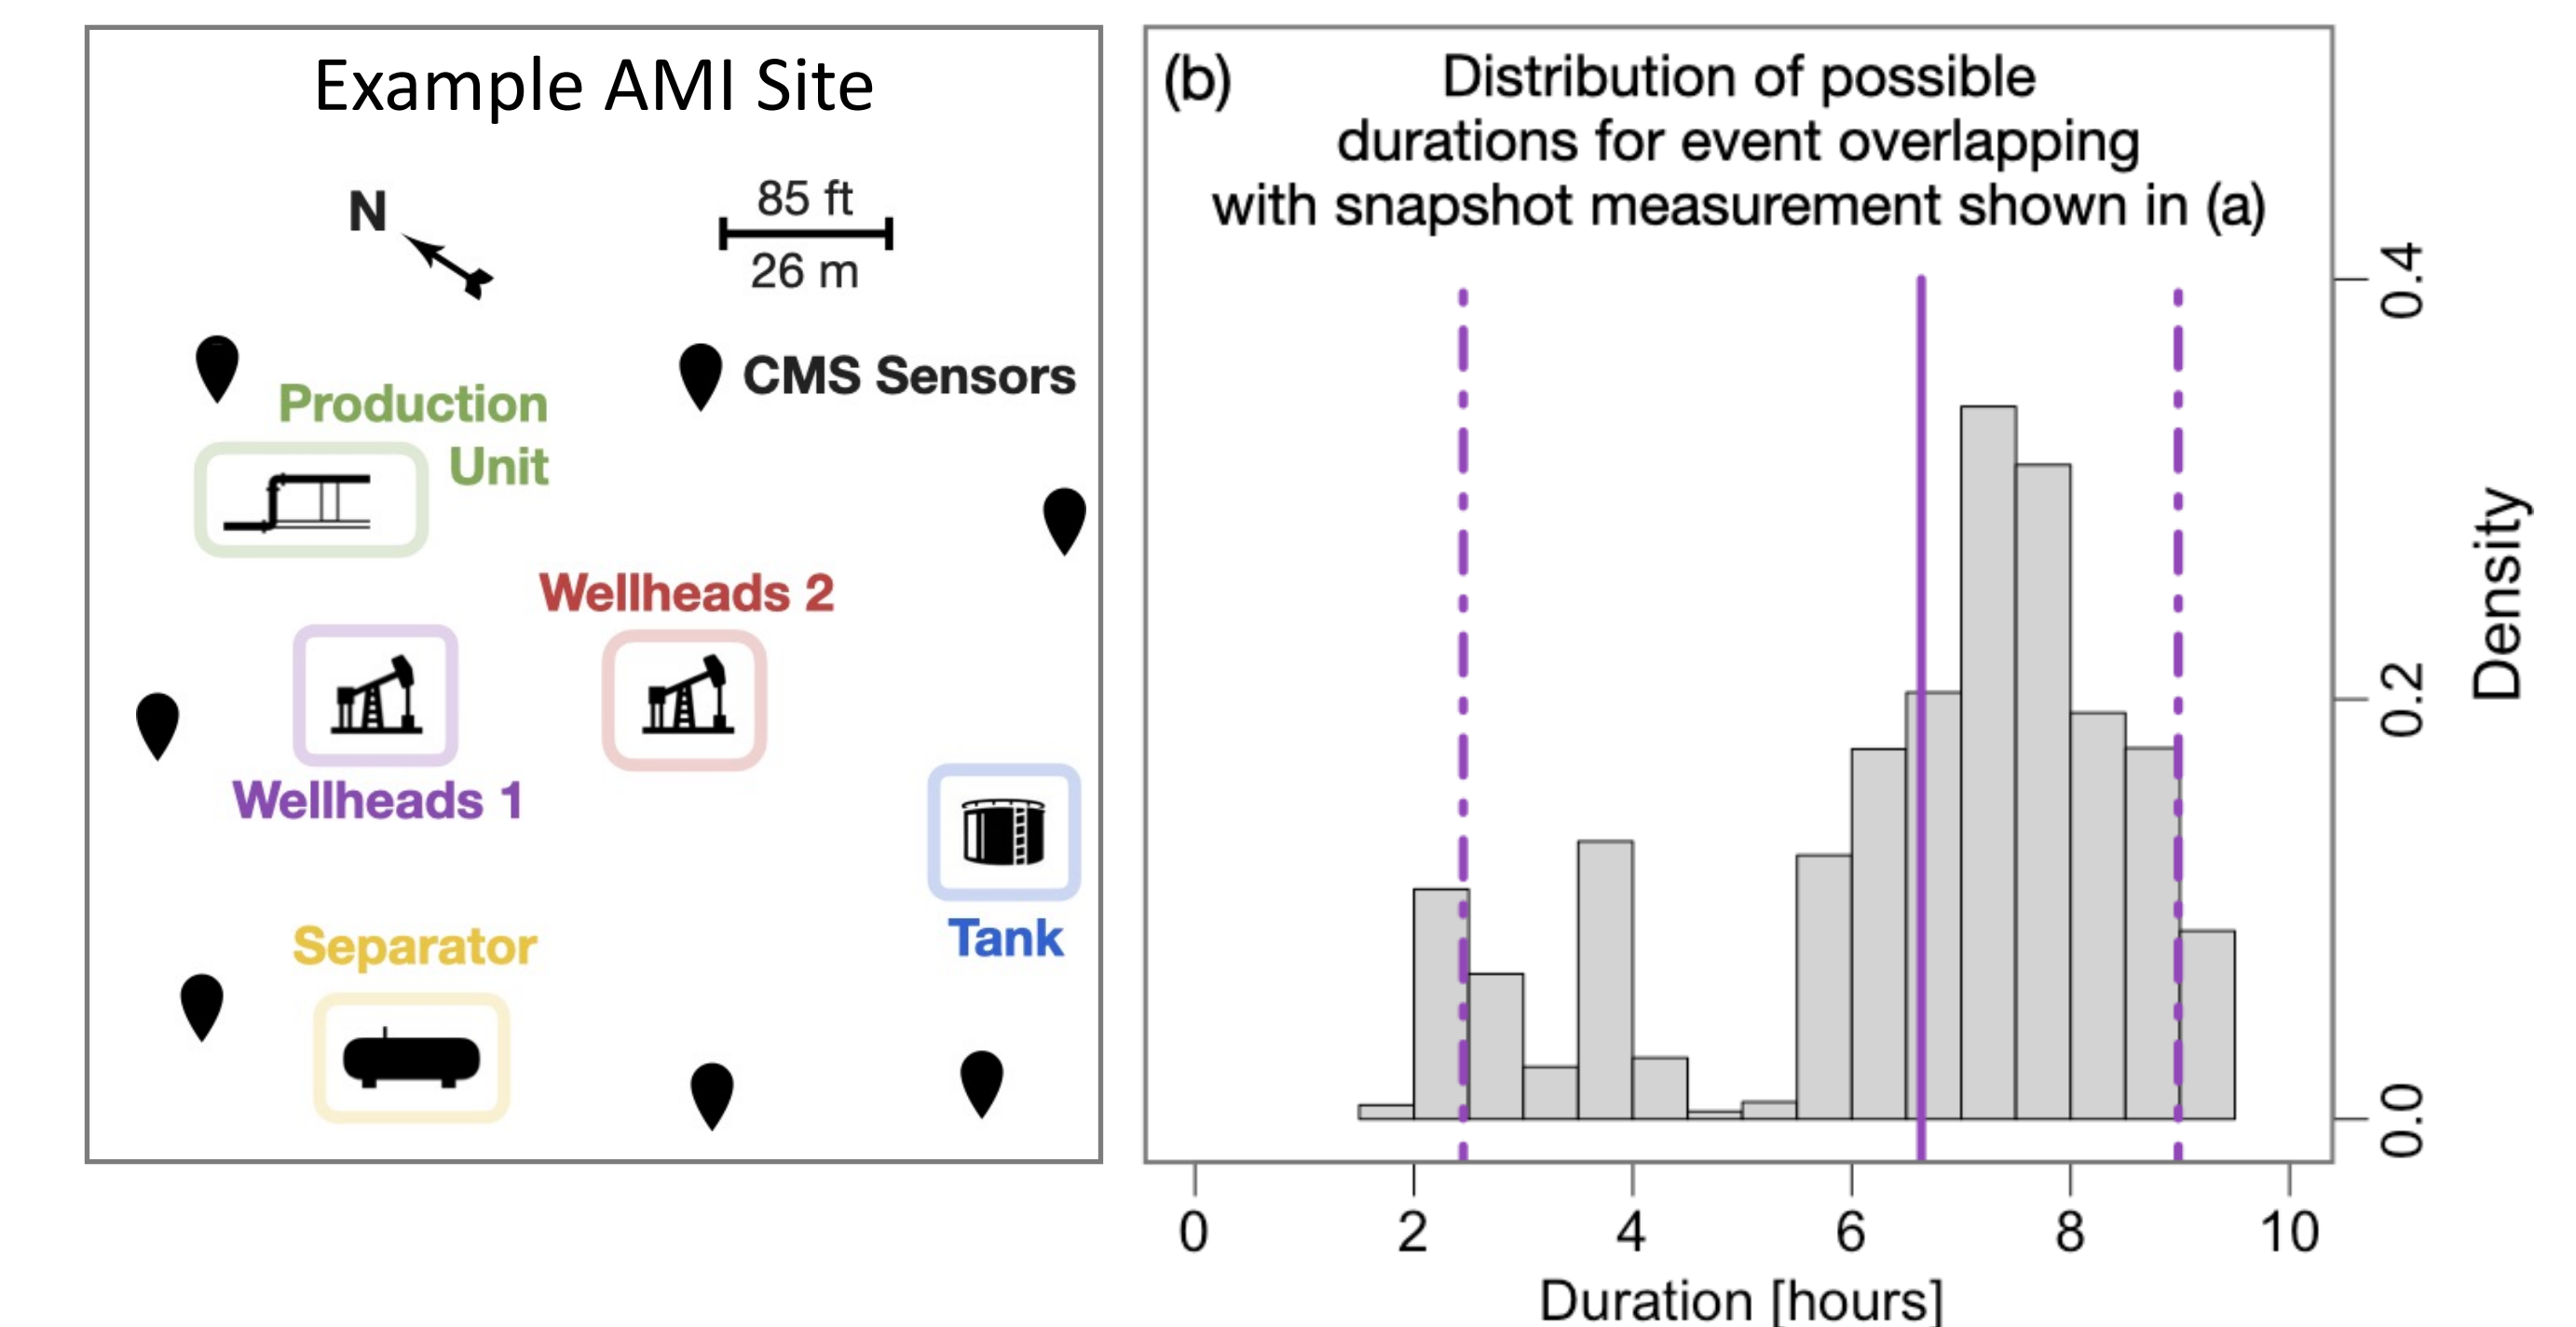 Example AMI Site
N
85 ft
26 m
CMS Sensors
Production
Unit
Wellheads 2
Wellheads 1
Tank
Separator
(b)
Distribution of possible
durations for event overlapping
with snapshot measurement shown in (a)
0.4
0.2
0.0
Density
0 2 4 6 8 10
Duration [hours]